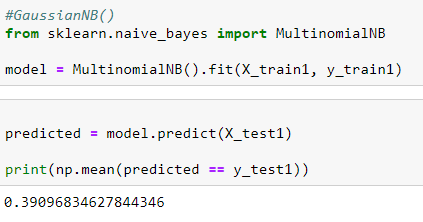 #GaussianNB()
from sklearn.naive_bayes import MultinomialNB
model = MultinomialNB().fit(X_train1, y_train1)
predicted = model.predict(X_test1)
print(np.mean(predicted == y_test1))
0.39096834627844346